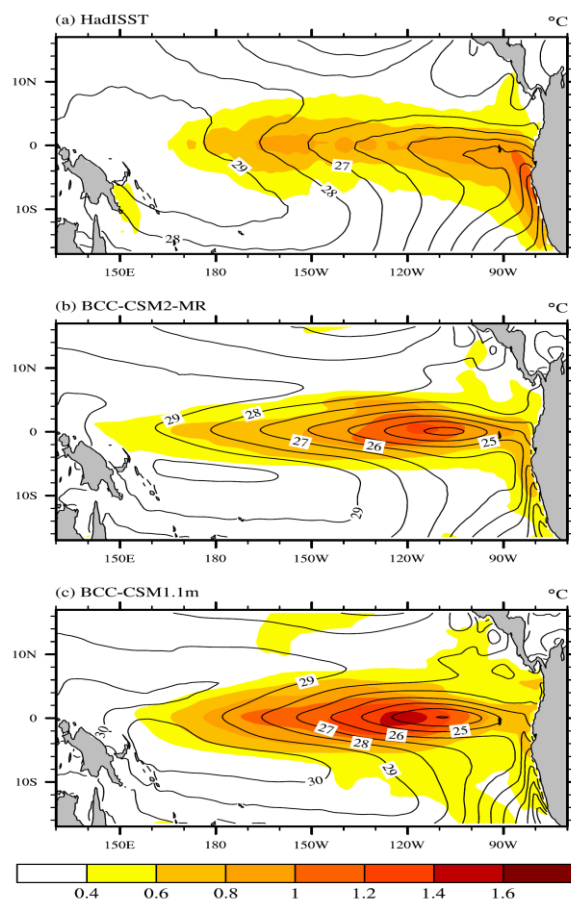 (a) HadISST °C
10N
0
10S
29
27
28
28
150E 180 150W 120W 90W
(b) BCC-CSM2-MR °C
10N
0
10S
29
28
27
26
25
29
150E 180 150W 120W 90W
(c) BCC-CSM1.1m °C
10N
0
10S
29
30
27
28
26
25
29
30
150E 180 150W 120W 90W
0.4 0.6 0.8 1 1.2 1.4 1.6